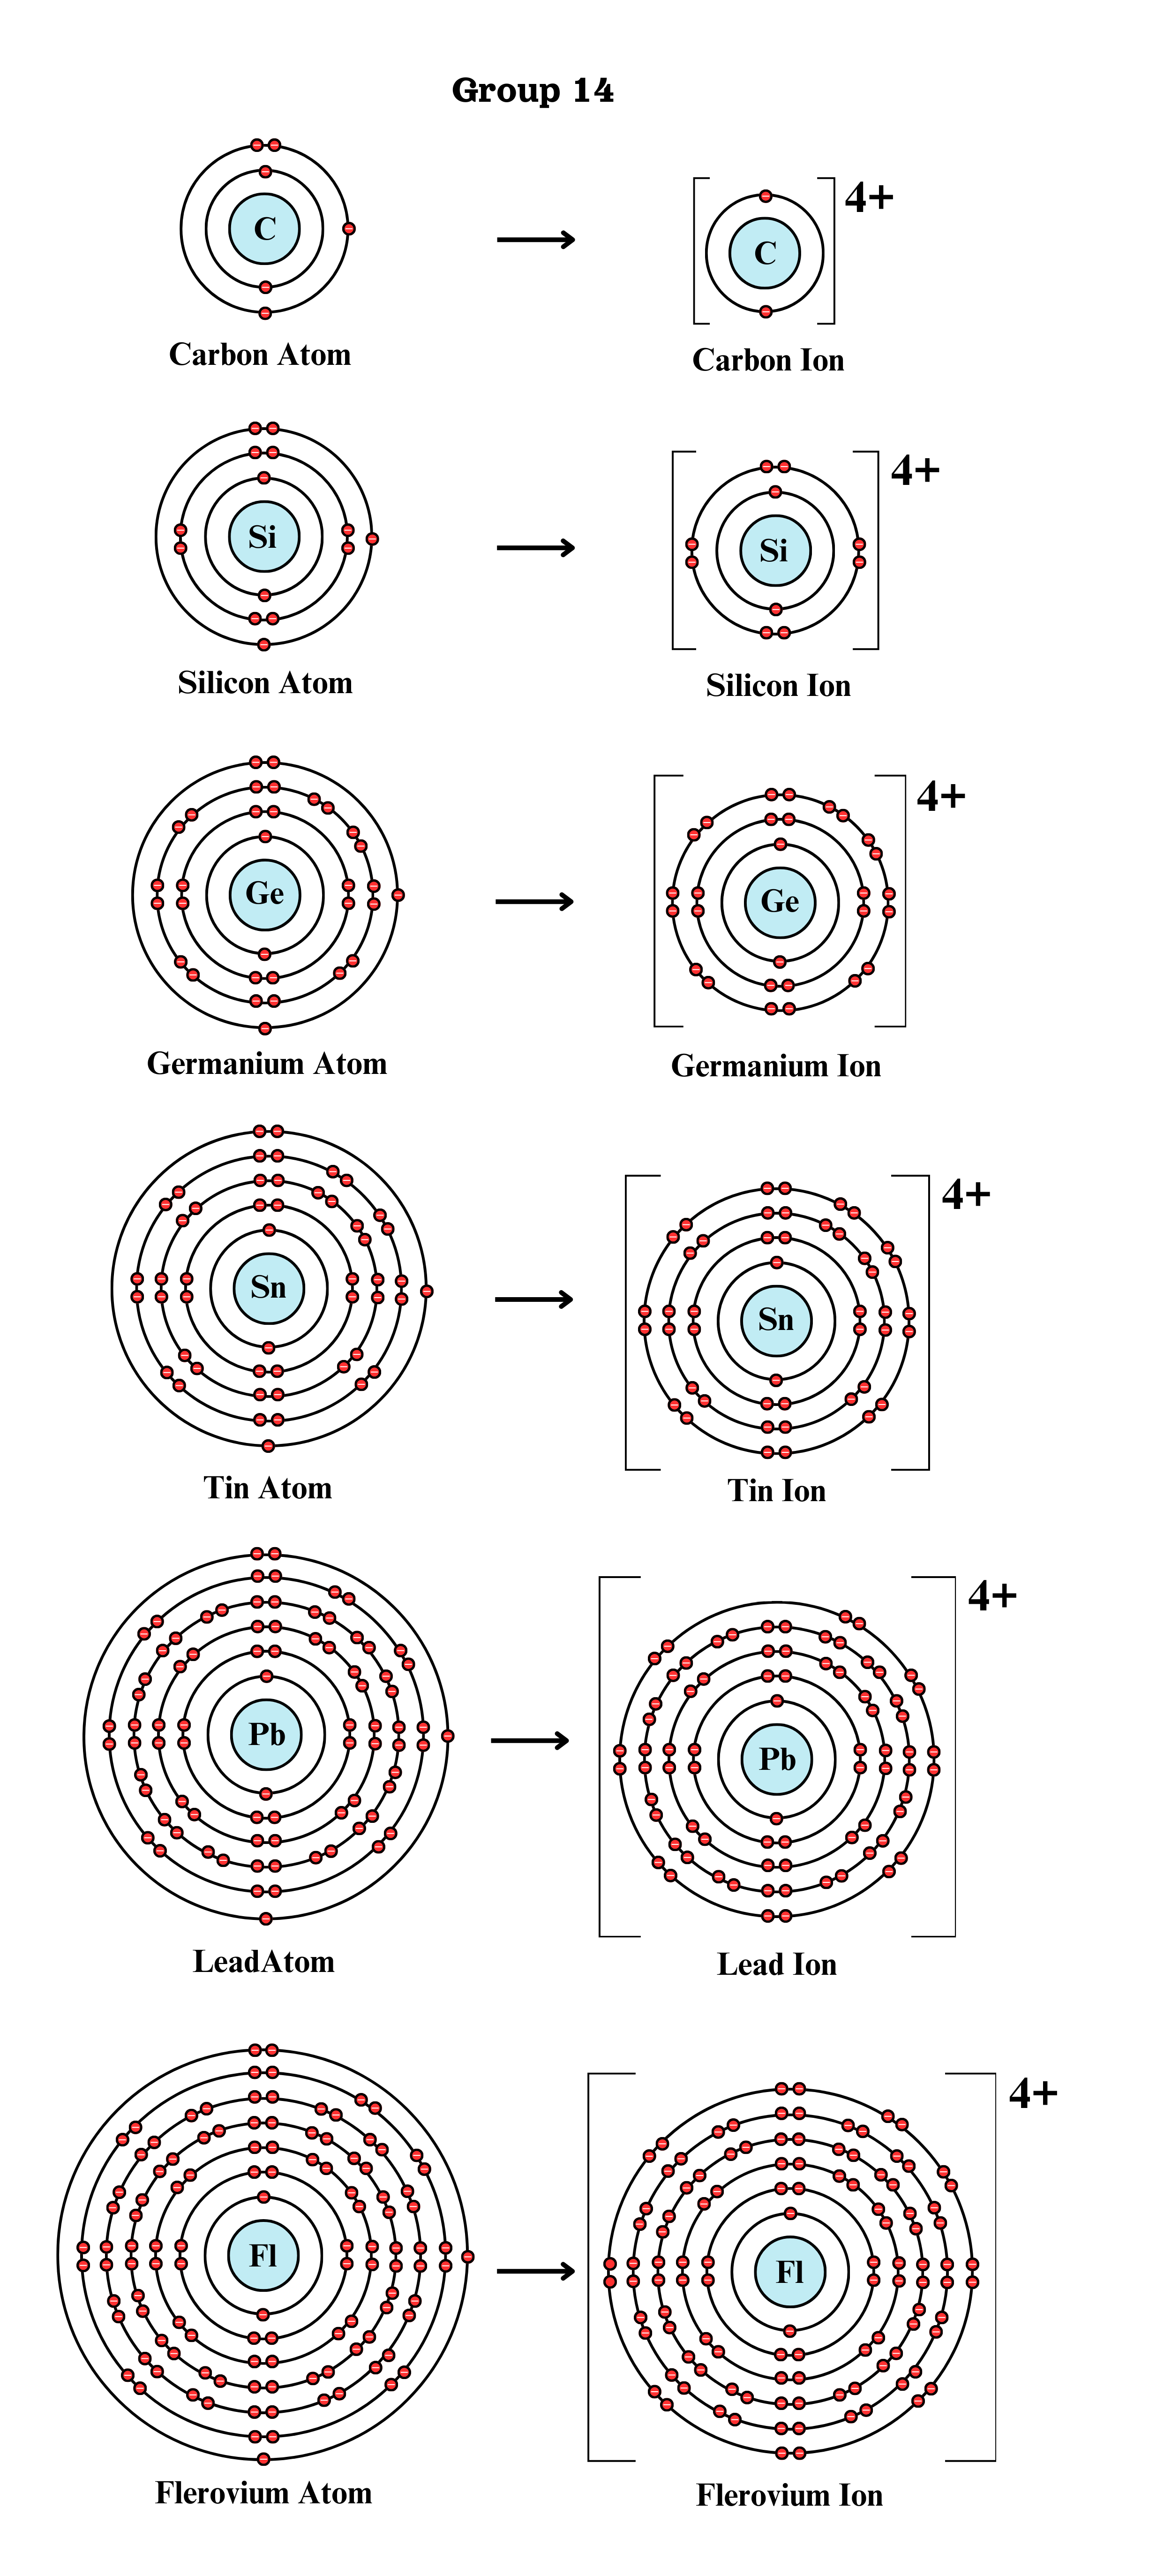 Group 14
C
C
4+
Carbon Atom
Carbon Ion
Si
Si
4+
Silicon Atom
Silicon Ion
Ge
Ge
4+
Germanium Atom
Germanium Ion
Sn
Sn
4+
Tin Atom
Tin Ion
Pb
Pb
4+
LeadAtom
Lead Ion
Fl
Fl
4+
Flerovium Atom
Flerovium Ion